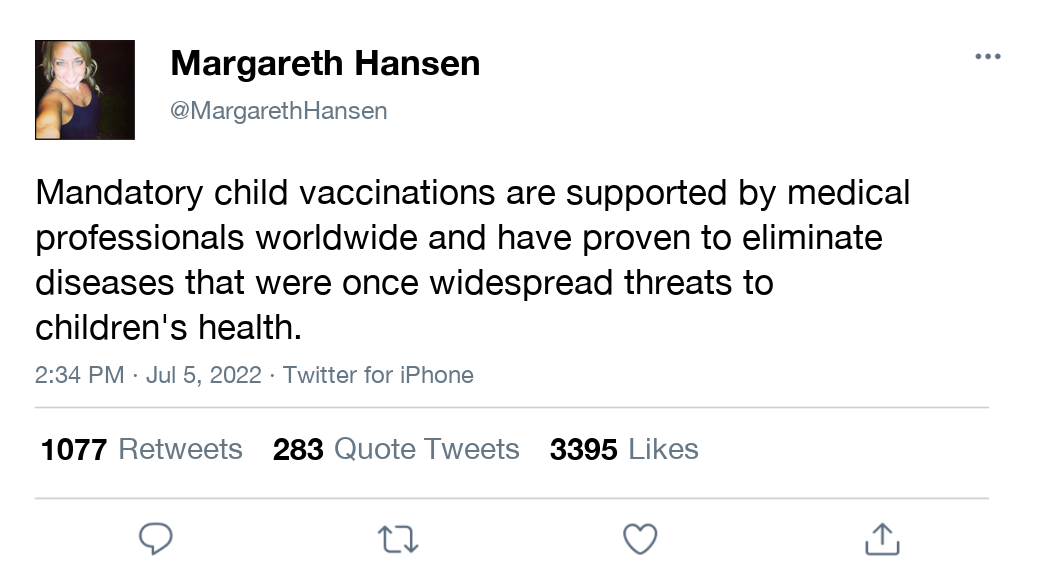 Margareth Hansen
@MargarethHansen
Mandatory child vaccinations are supported by medical
professionals worldwide and have proven to eliminate
diseases that were once widespread threats to
children's health.
2:34 PM · Jul 5, 2022 · Twitter for iPhone
1077 Retweets 283 Quote Tweets 3395 Likes